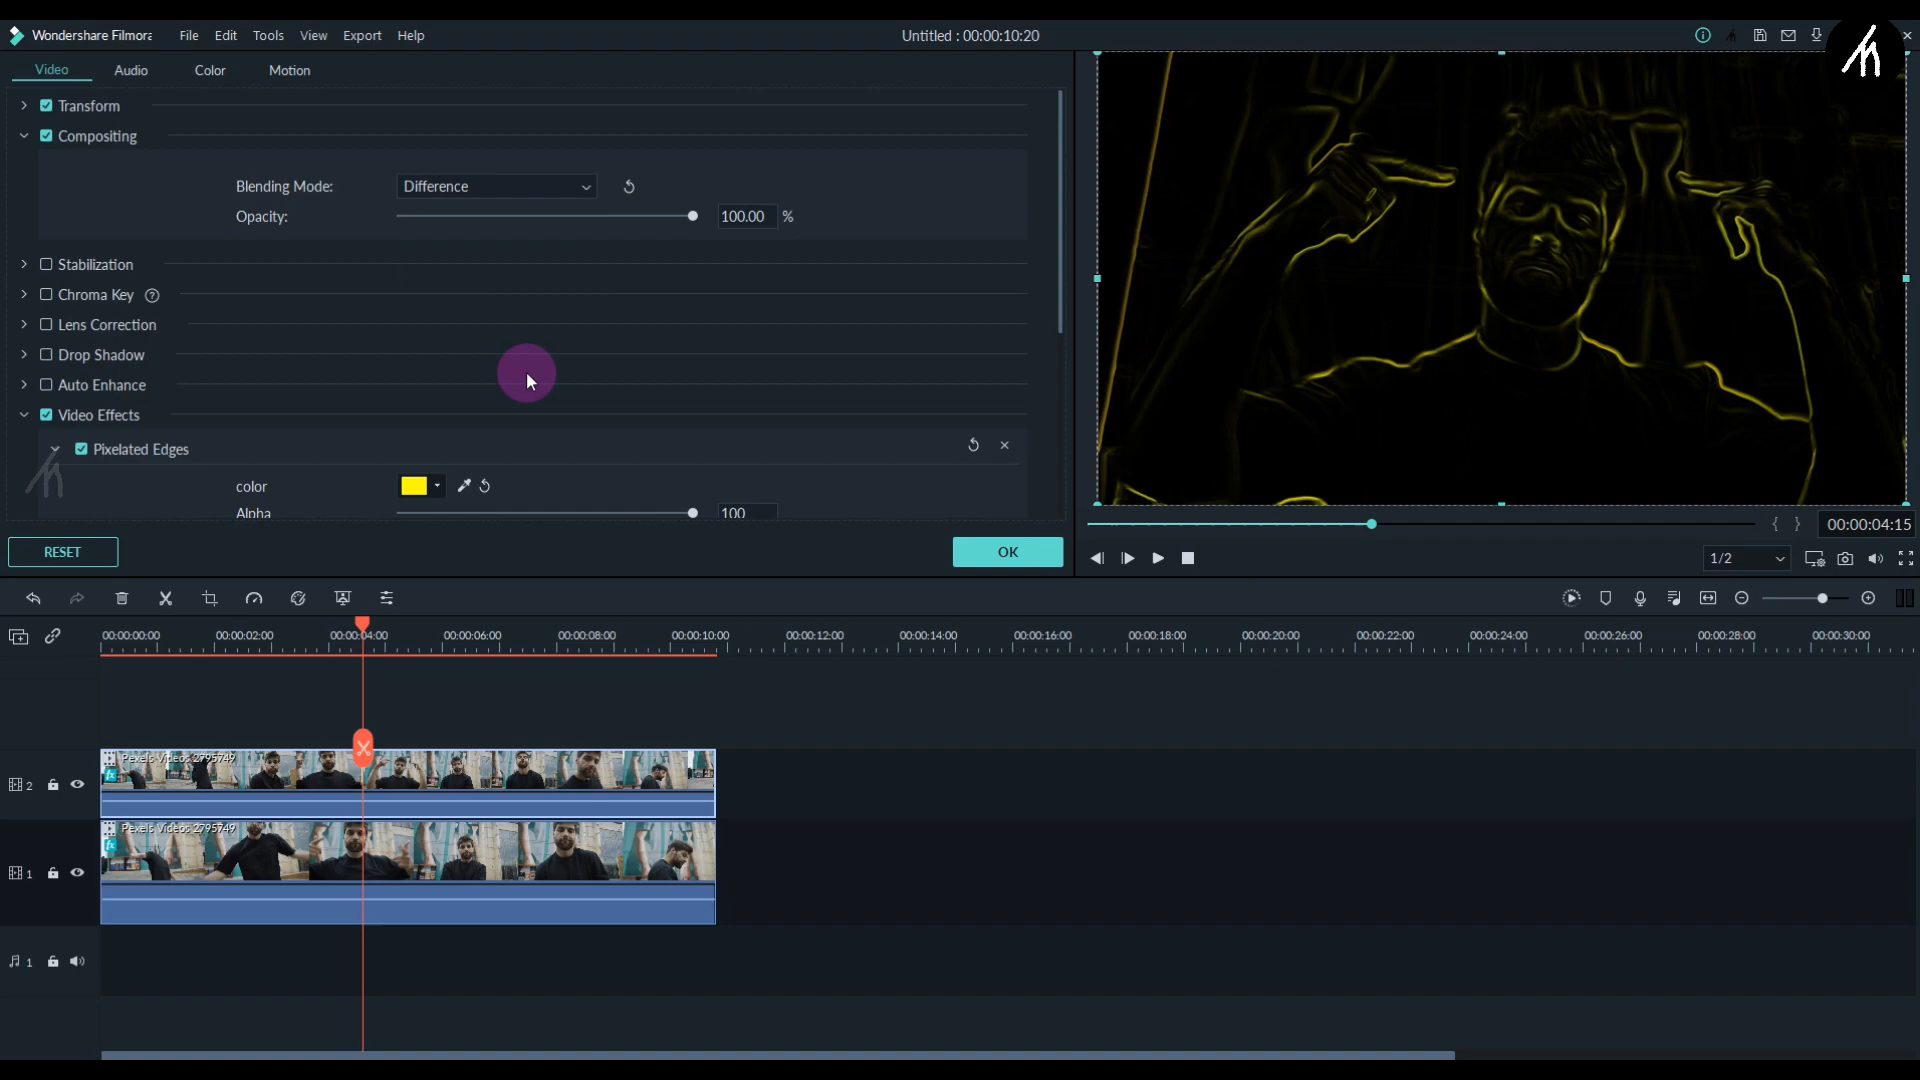 Wondershare Filmora File Edit Tools View Export Help Untitled : 00:00:10:20
Video Audio Color Motion
Transform
Compositing
Blending Mode: Difference
Opacity: 100.00 %
Stabilization
Chroma Key ?
Lens Correction
Drop Shadow
Auto Enhance
Video Effects
Pixelated Edges
color
Alpha 100
{ } 00:00:04:15
RESET OK 1/2
00:00:00:00 00:00:02:00 00:00:04:00 00:00:06:00 00:00:08:00 00:00:10:00 00:00:12:00 00:00:14:00 00:00:16:00 00:00:18:00 00:00:20:00 00:00:22:00 00:00:24:00 00:00:26:00 00:00:28:00 00:00:30:00
Pexels Videos 2795749
fx
2
Pexels Videos 2795749
fx
1
1